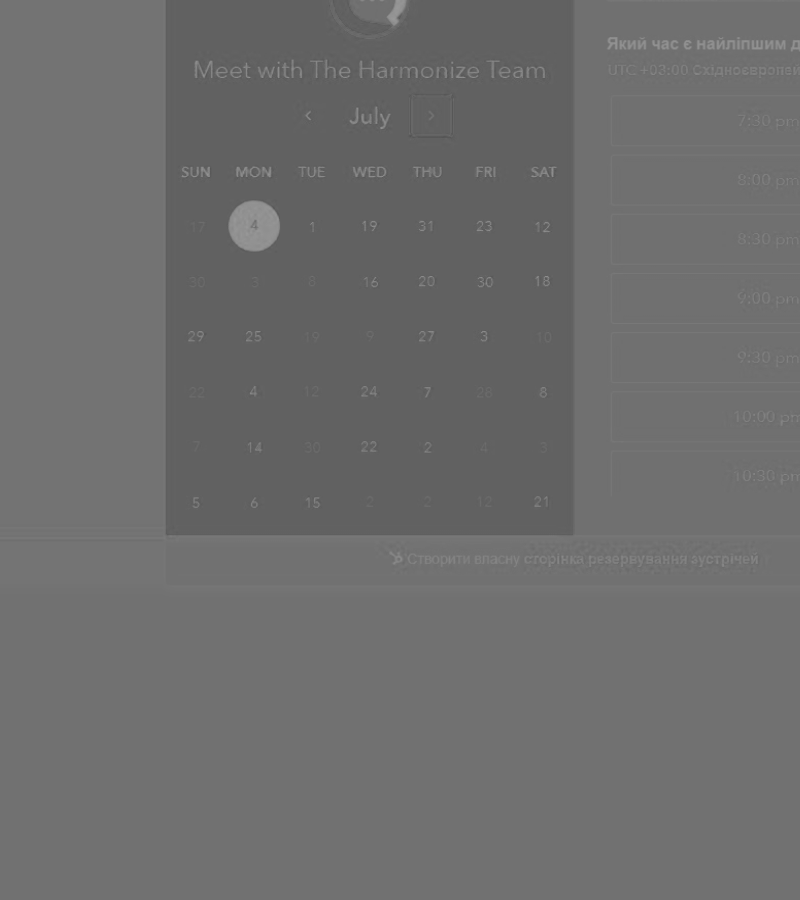 Який час є найліпшим д
Meet with The Harmonize Team
UTC +03:00 Східноєвропей
July
7:30 pm
SUN MON TUE WED THU FRI SAT
8:00 pm
17 4 1 19 31 23 12
8:30 pm
30 3 8 16 20 30 18
9:00 pm
29 25 19 9 27 3 10
9:30 pm
22 4 12 24 7 28 8
10:00 pm
7 14 30 22 2 4 3
10:30 pm
5 6 15 2 2 12 21
Створити власну сторінка резервування зустрічей